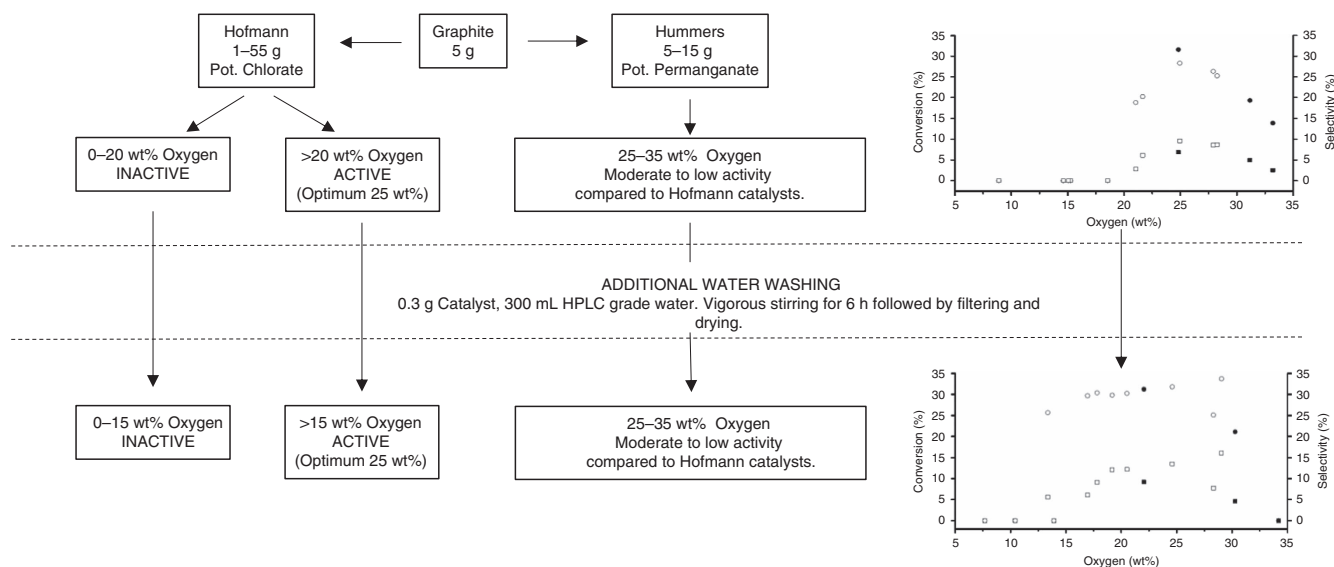 Hofmann
1–55 g
Pot. Chlorate
Graphite
5 g
Hummers
5–15 g
Pot. Permanganate
0–20 wt% Oxygen
INACTIVE
>20 wt% Oxygen
ACTIVE
(Optimum 25 wt%)
25–35 wt% Oxygen
Moderate to low activity
compared to Hofmann catalysts.
35
30
25
20
15
10
5
0
Conversion (%)
35
30
25
20
15
10
5
0
Selectivity (%)
5 10 15 20 25 30 35
Oxygen (wt%)
ADDITIONAL WATER WASHING
0.3 g Catalyst, 300 mL HPLC grade water. Vigorous stirring for 6 h followed by filtering and
drying.
0–15 wt% Oxygen
INACTIVE
>15 wt% Oxygen
ACTIVE
(Optimum 25 wt%)
25–35 wt% Oxygen
Moderate to low activity
compared to Hofmann catalysts.
35
30
25
20
15
10
5
0
Conversion (%)
35
30
25
20
15
10
5
0
Selectivity (%)
5 10 15 20 25 30 35
Oxygen (wt%)